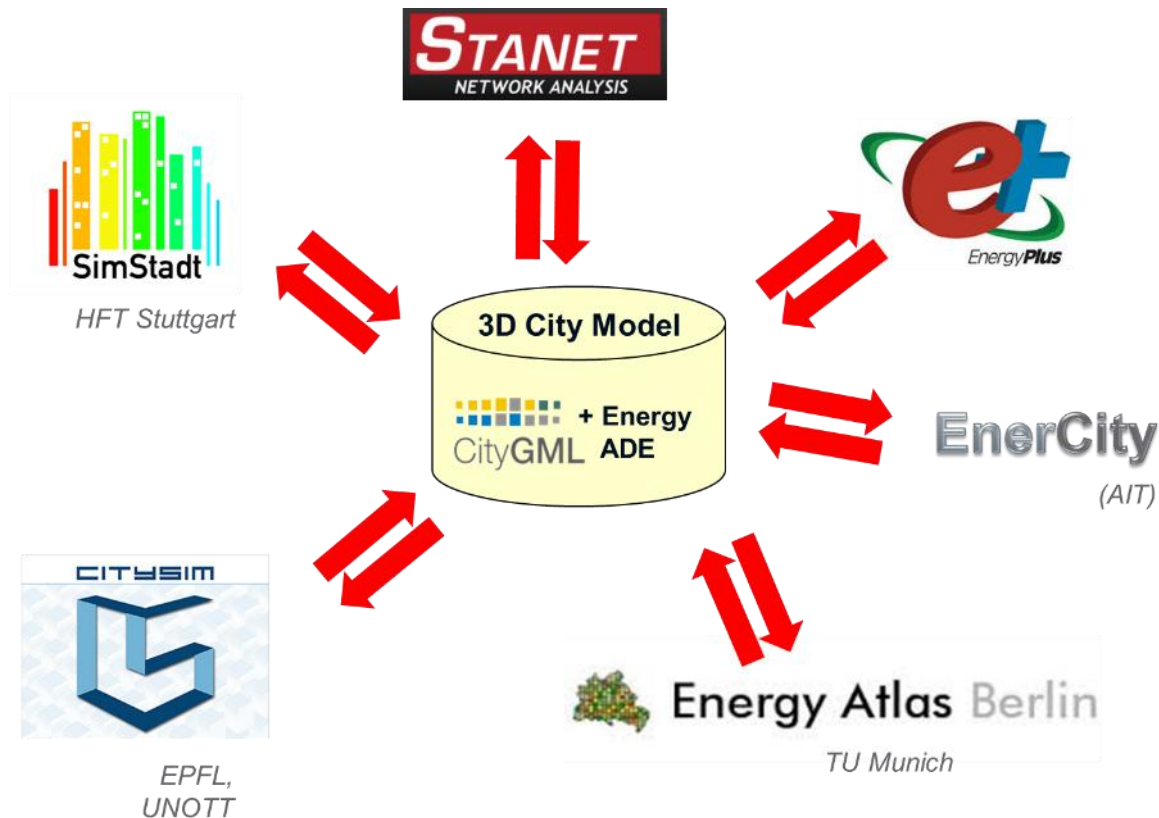 STANET
NETWORK ANALYSIS
SimStadt
HFT Stuttgart
e+
EnergyPlus
3D City Model
CityGML
+ Energy
ADE
EnerCity
(AIT)
CITYSIM
EPFL,
UNOTT
Energy Atlas Berlin
TU Munich